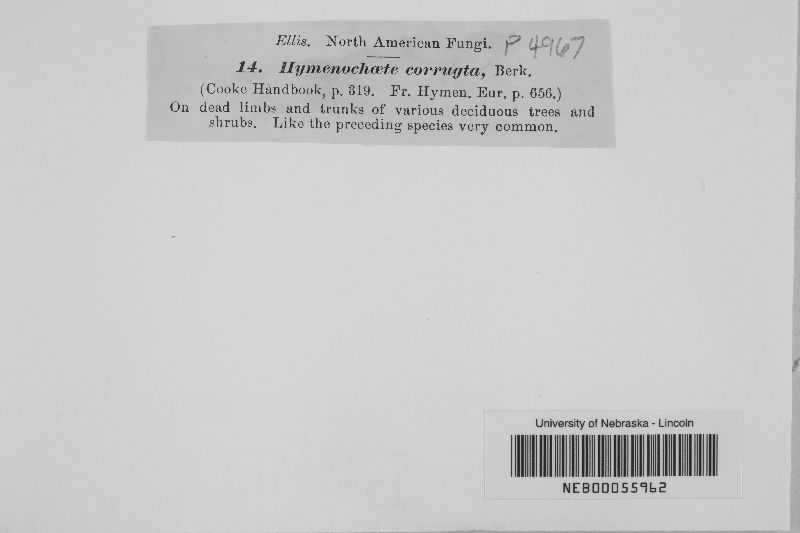 Ellis. North American Fungi. P 4967
14. Hymenochæte corrugta, Berk.
(Cooke Handbook, p. 319. Fr. Hymen. Eur. p. 656.)
On dead limbs and trunks of various deciduous trees and
shrubs. Like the preceding species very common.
University of Nebraska - Lincoln
NEB00055962